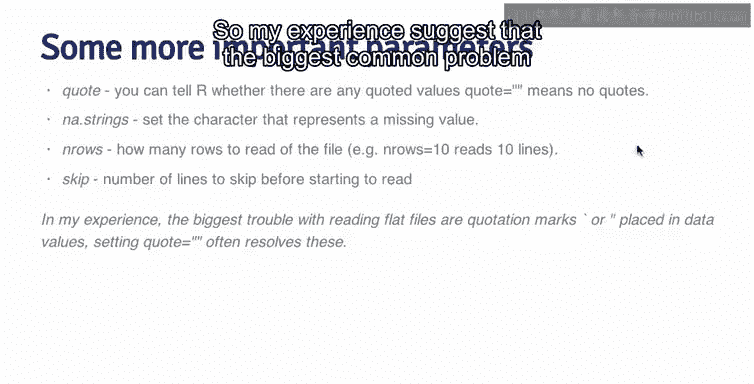 So my experience suggest that
Some more important parameters
the biggest common problem
· quote - you can tell R whether there are any quoted values quote="" means no quotes.
· na.strings - set the character that represents a missing value.
· nrows - how many rows to read of the file (e.g. nrows=10 reads 10 lines).
· skip - number of lines to skip before starting to read
In my experience, the biggest trouble with reading flat files are quotation marks ` or " placed in data
values, setting quote="" often resolves these.